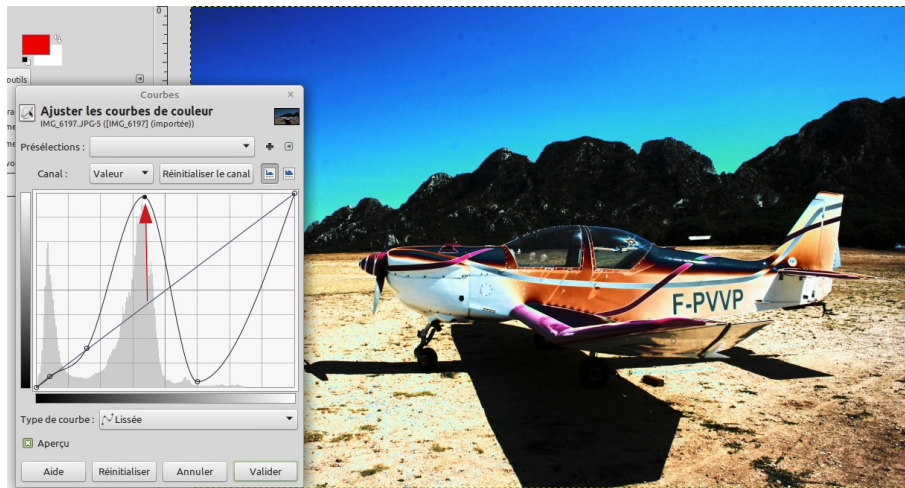 0
outils
Courbes
Ajuster les courbes de couleur
IMG_6197.JPG-5 ([IMG_6197] (importée))
Présélections :
Canal :
Valeur
Réinitialiser le canal
Type de courbe :
Lissée
Aperçu
Aide
Réinitialiser
Annuler
Valider
F-PVVP